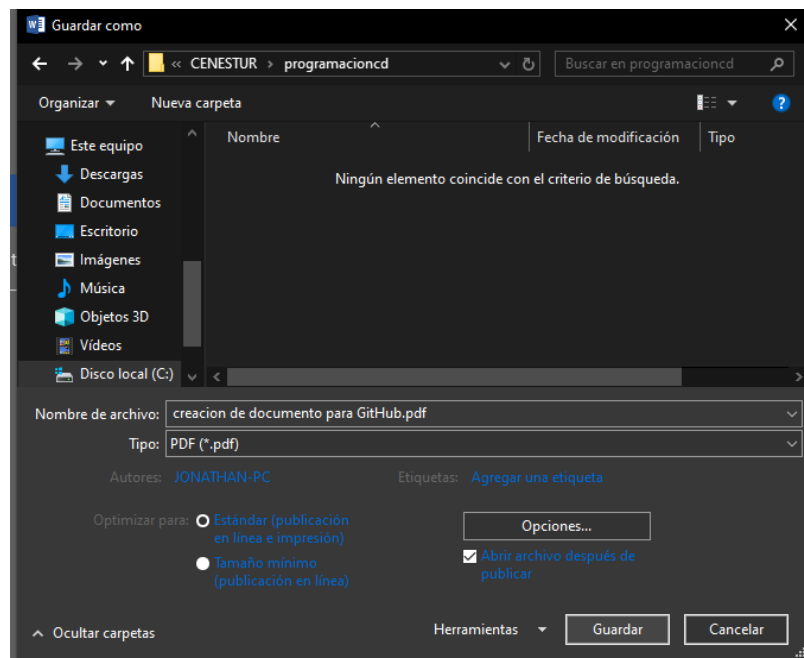 Guardar como
« CENESTUR > programacioncd
Buscar en programacioncd
Organizar
Nueva carpeta
?
Este equipo
Descargas
Documentos
Escritorio
Imágenes
Música
Objetos 3D
Vídeos
Disco local (C:)
Nombre
Fecha de modificación
Tipo
Ningún elemento coincide con el criterio de búsqueda.
Nombre de archivo: creacion de documento para GitHub.pdf
Tipo: PDF (*.pdf)
Autores: JONATHAN-PC
Etiquetas: Agregar una etiqueta
Optimizar para:
Estándar (publicación
en línea e impresión)
Tamaño mínimo
(publicación en línea)
Opciones...
Abrir archivo después de
publicar
Ocultar carpetas
Herramientas
Guardar
Cancelar